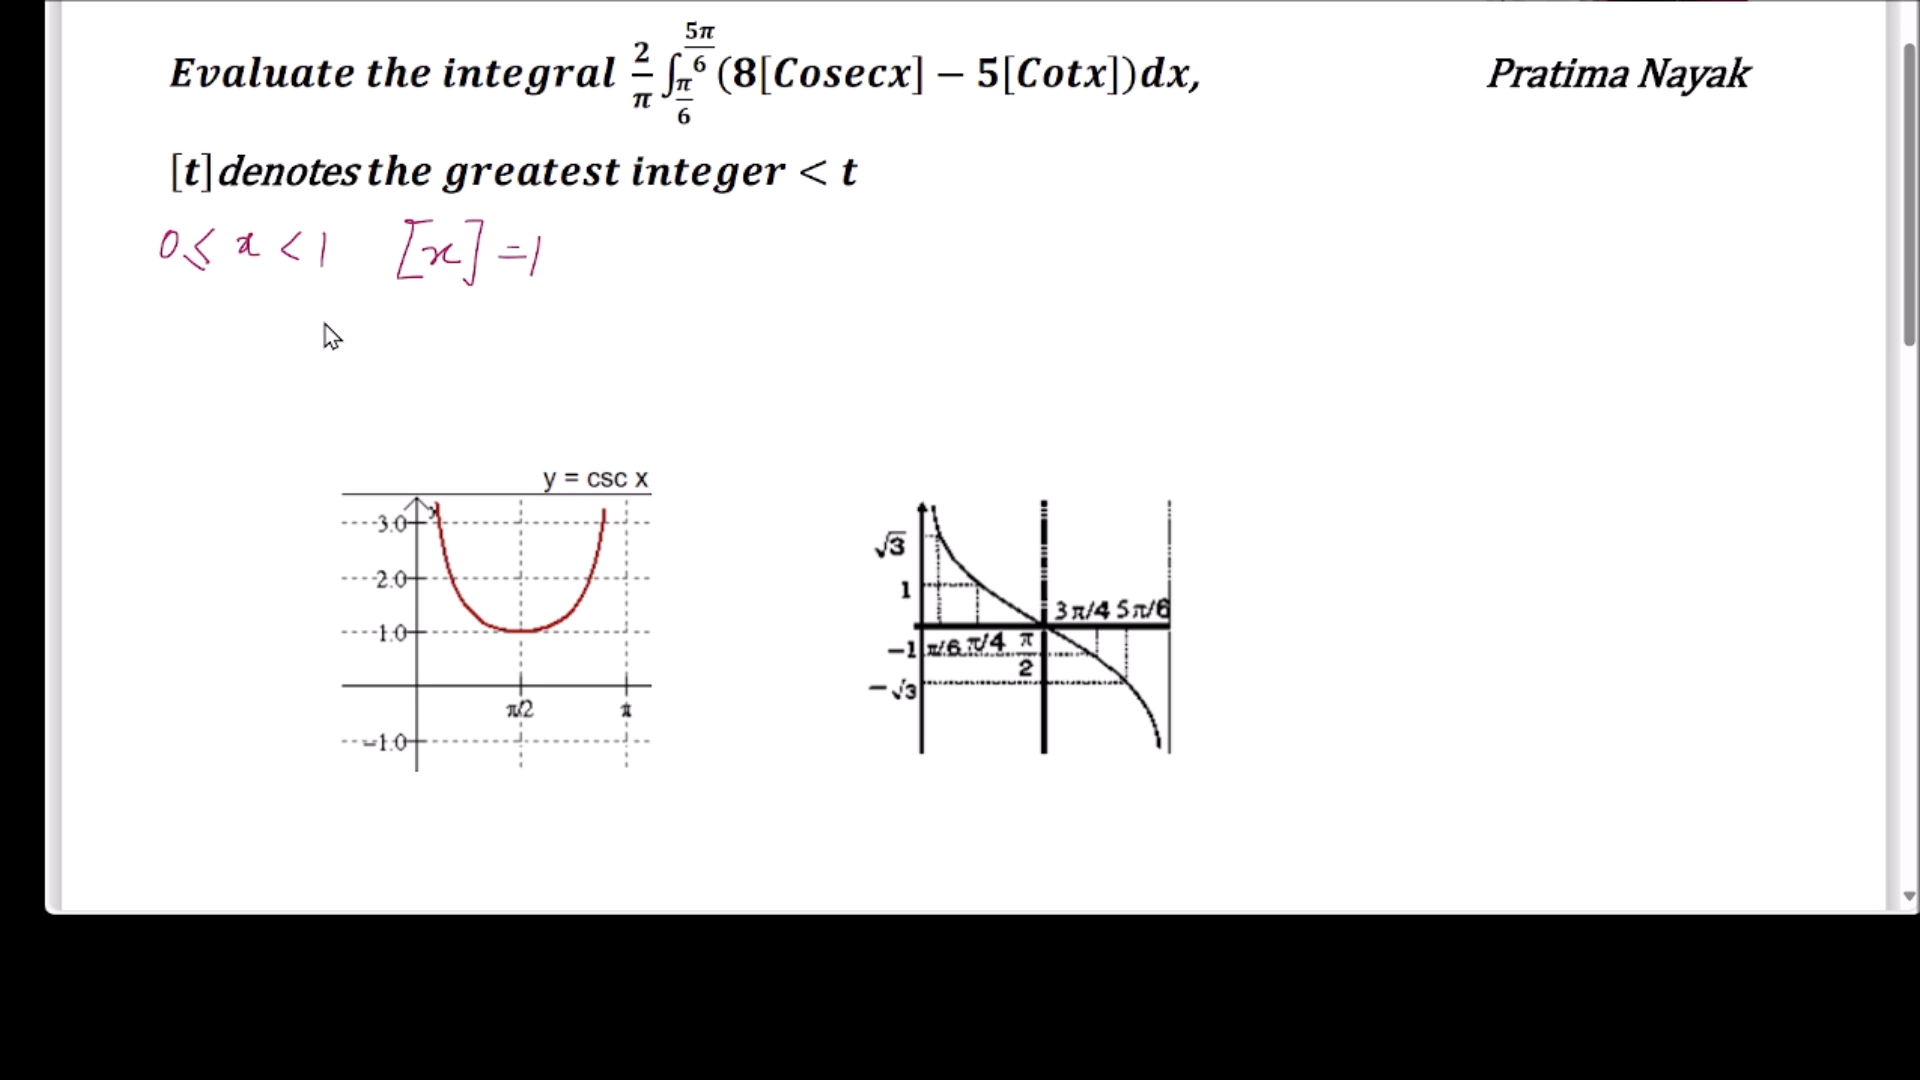 Evaluate the integral 2/π ∫_{π/6}^{5π/6} (8[Cosecx] − 5[Cotx])dx, Pratima Nayak
[t]denotes the greatest integer < t
0 ≤ x < 1 [x] = 1
y = csc x
3.0
2.0
1.0
π/2 π
-1.0
√3
1
3π/4 5π/6
-1 π/6 π/4 π/2
-√3